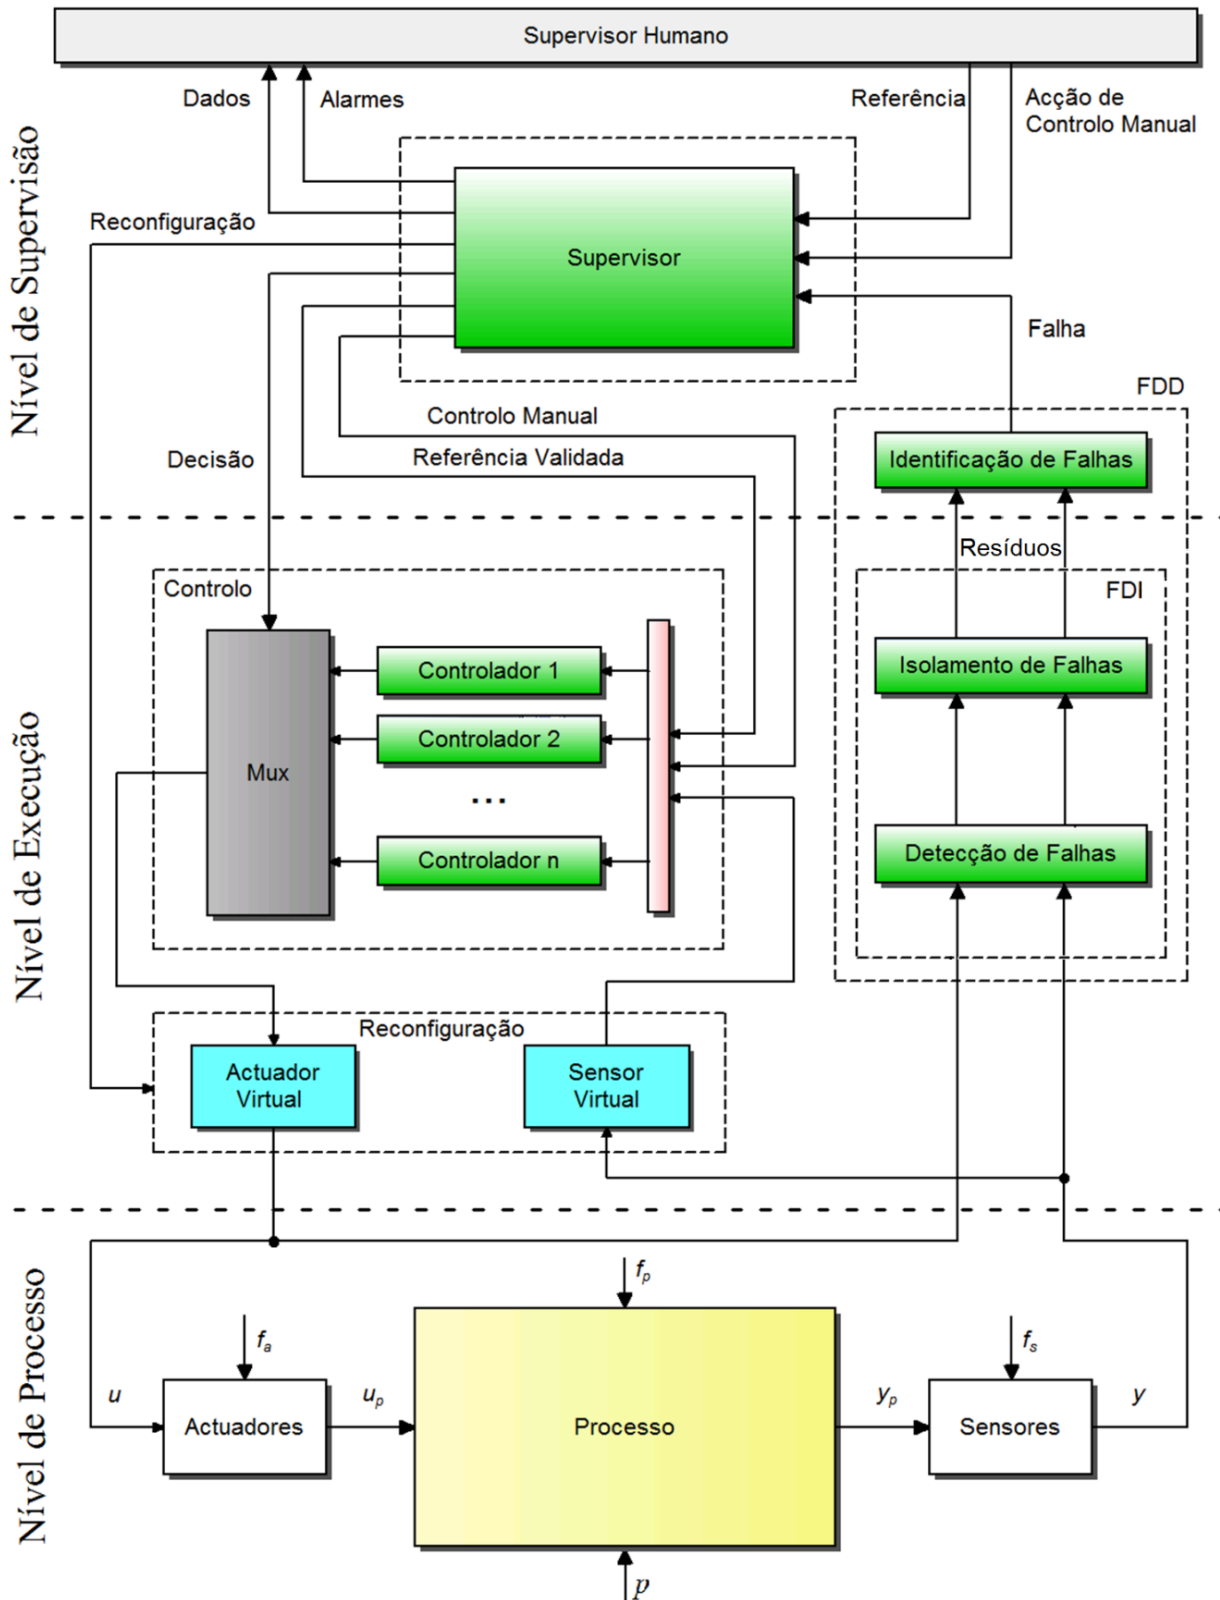 Supervisor Humano
Dados
Alarmes
Referência
Acção de
Controlo Manual
Nível de Supervisão
Reconfiguração
Supervisor
Falha
FDD
Controlo Manual
Decisão
Referência Validada
Identificação de Falhas
Resíduos
Nível de Execução
Controlo
FDI
Controlador 1
Isolamento de Falhas
Controlador 2
Mux
...
Controlador n
Detecção de Falhas
Reconfiguração
Actuador
Virtual
Sensor
Virtual
Nível de Processo
fp
fa
fs
u
Actuadores
up
Processo
yp
Sensores
y
p